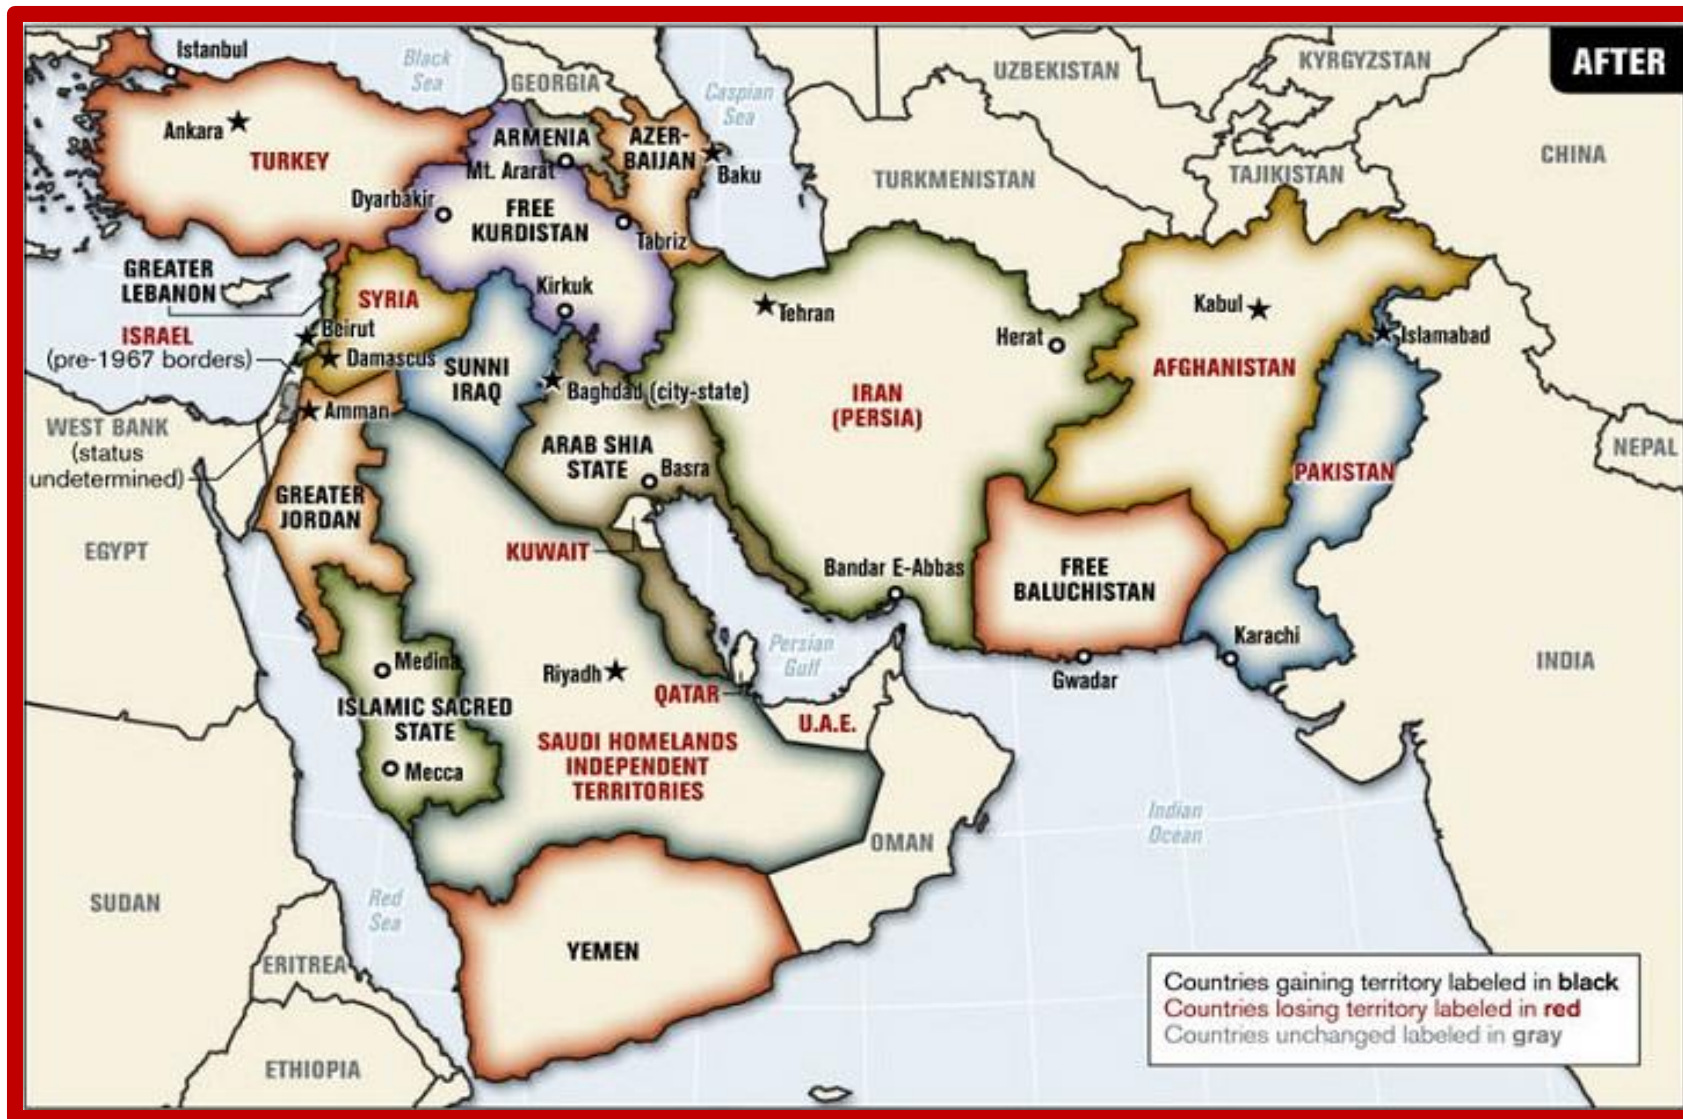 AFTER
Istanbul
Black
Sea
GEORGIA
Caspian
Sea
UZBEKISTAN
KYRGYZSTAN
Ankara
TURKEY
ARMENIA
Mt. Ararat
AZER-
BAIJAN
Baku
TURKMENISTAN
TAJIKISTAN
CHINA
Dyarbakir
FREE
KURDISTAN
Tabriz
GREATER
LEBANON
SYRIA
Kirkuk
Tehran
Herat
Kabul
Islamabad
ISRAEL
(pre-1967 borders)
Beirut
Damascus
SUNNI
IRAQ
Baghdad (city-state)
IRAN
(PERSIA)
AFGHANISTAN
WEST BANK
(status
undetermined)
Amman
ARAB SHIA
STATE
Basra
PAKISTAN
NEPAL
GREATER
JORDAN
EGYPT
KUWAIT
Bandar E-Abbas
FREE
BALUCHISTAN
Karachi
Medina
Riyadh
Persian
Gulf
Gwadar
INDIA
ISLAMIC SACRED
STATE
QATAR
U.A.E.
Mecca
SAUDI HOMELANDS
INDEPENDENT
TERRITORIES
Indian
Ocean
OMAN
SUDAN
Red
Sea
YEMEN
ERITREA
ETHIOPIA
Countries gaining territory labeled in black
Countries losing territory labeled in red
Countries unchanged labeled in gray